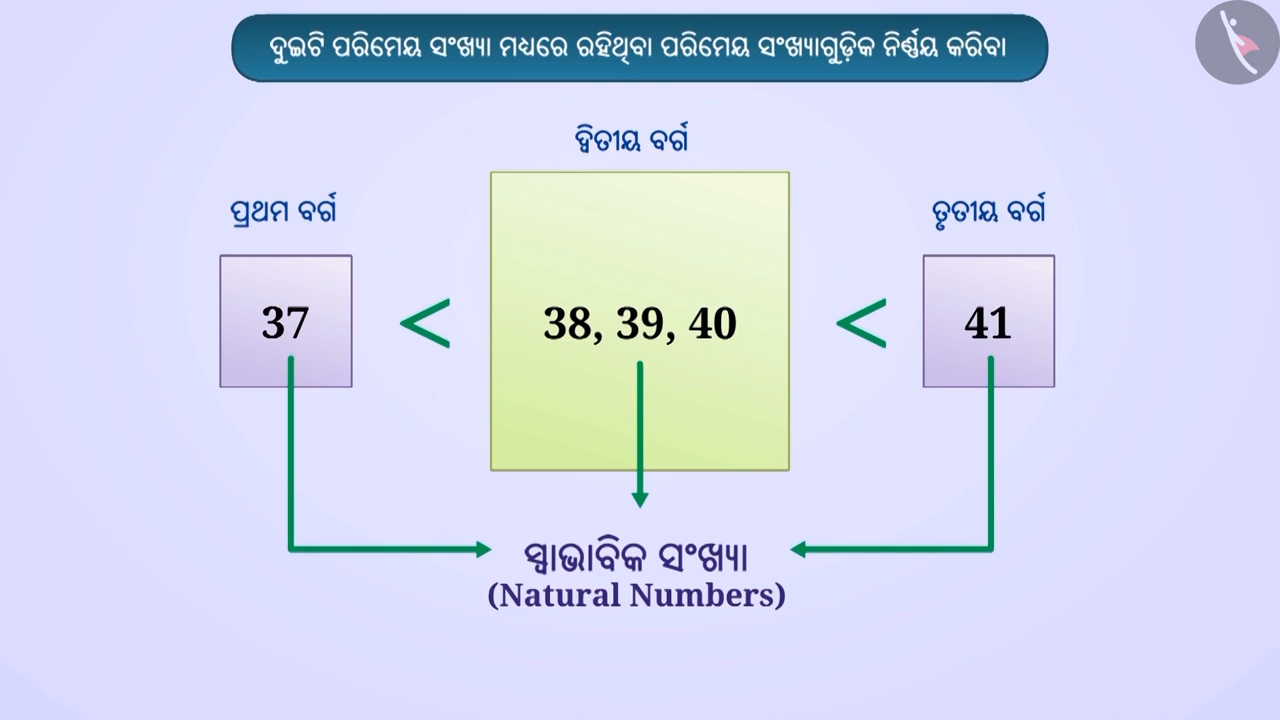 ଦୁଇଟି ପରିମେୟ ସଂଖ୍ୟା ମଧ୍ୟରେ ରହିଥିବା ପରିମେୟ ସଂଖ୍ୟାଗୁଡ଼ିକ ନିର୍ଣ୍ଣୟ କରିବା
ଦ୍ୱିତୀୟ ବର୍ଗ
ପ୍ରଥମ ବର୍ଗ
ତୃତୀୟ ବର୍ଗ
37 < 38, 39, 40 < 41
ସ୍ୱାଭାବିକ ସଂଖ୍ୟା
(Natural Numbers)